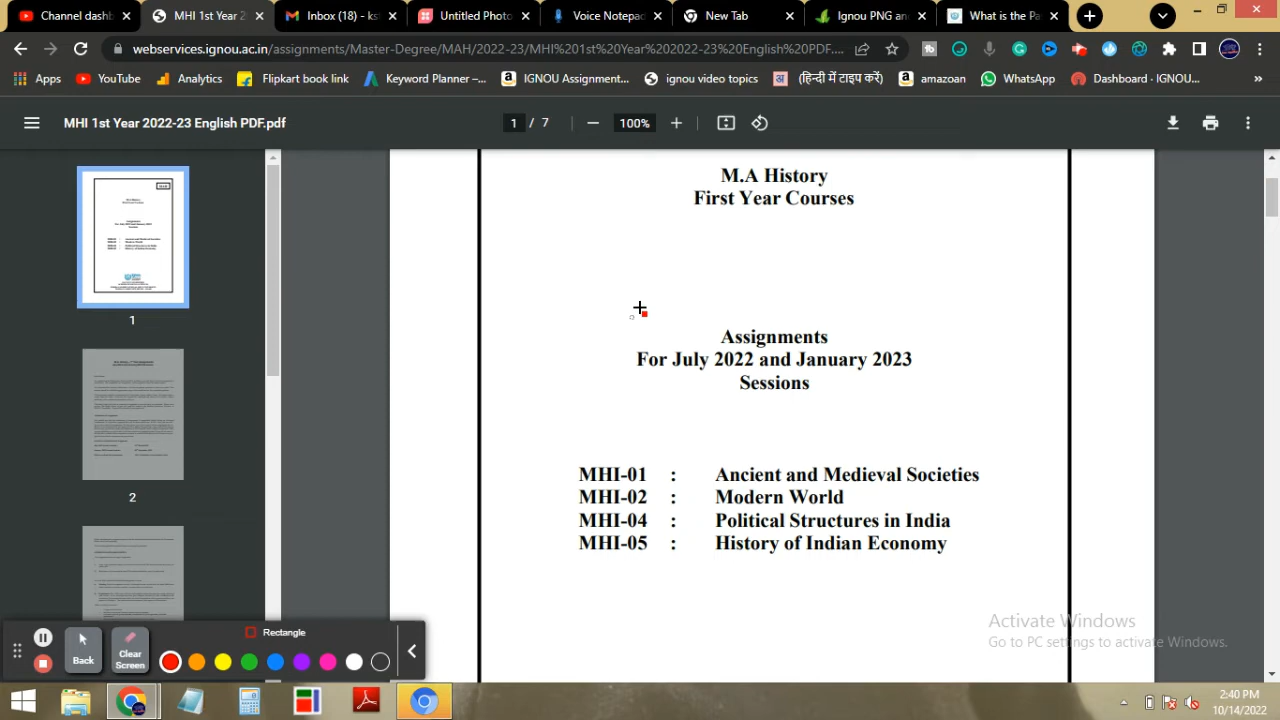 Channel dashb
MHI 1st Year 2
Inbox (18) - ks
Untitled Photo
Voice Notepad
New Tab
Ignou PNG an
What is the Pa
webservices.ignou.ac.in/assignments/Master-Degree/MAH/2022-23/MHI%201st%20Year%202022-23%20English%20PDF....
Apps
YouTube
Analytics
Flipkart book link
Keyword Planner –...
IGNOU Assignment...
ignou video topics
(हिन्दी में टाइप करें)
amazoan
WhatsApp
Dashboard · IGNOU...
»
MHI 1st Year 2022-23 English PDF.pdf
1 / 7
100%
M.A History
First Year Courses
Assignments
For July 2022 and January 2023
Sessions
MHI-01 : Ancient and Medieval Societies
MHI-02 : Modern World
MHI-04 : Political Structures in India
MHI-05 : History of Indian Economy
1
2
Rectangle
Back
Clear
Screen
Activate Windows
Go to PC settings to activate Windows.
2:40 PM
10/14/2022